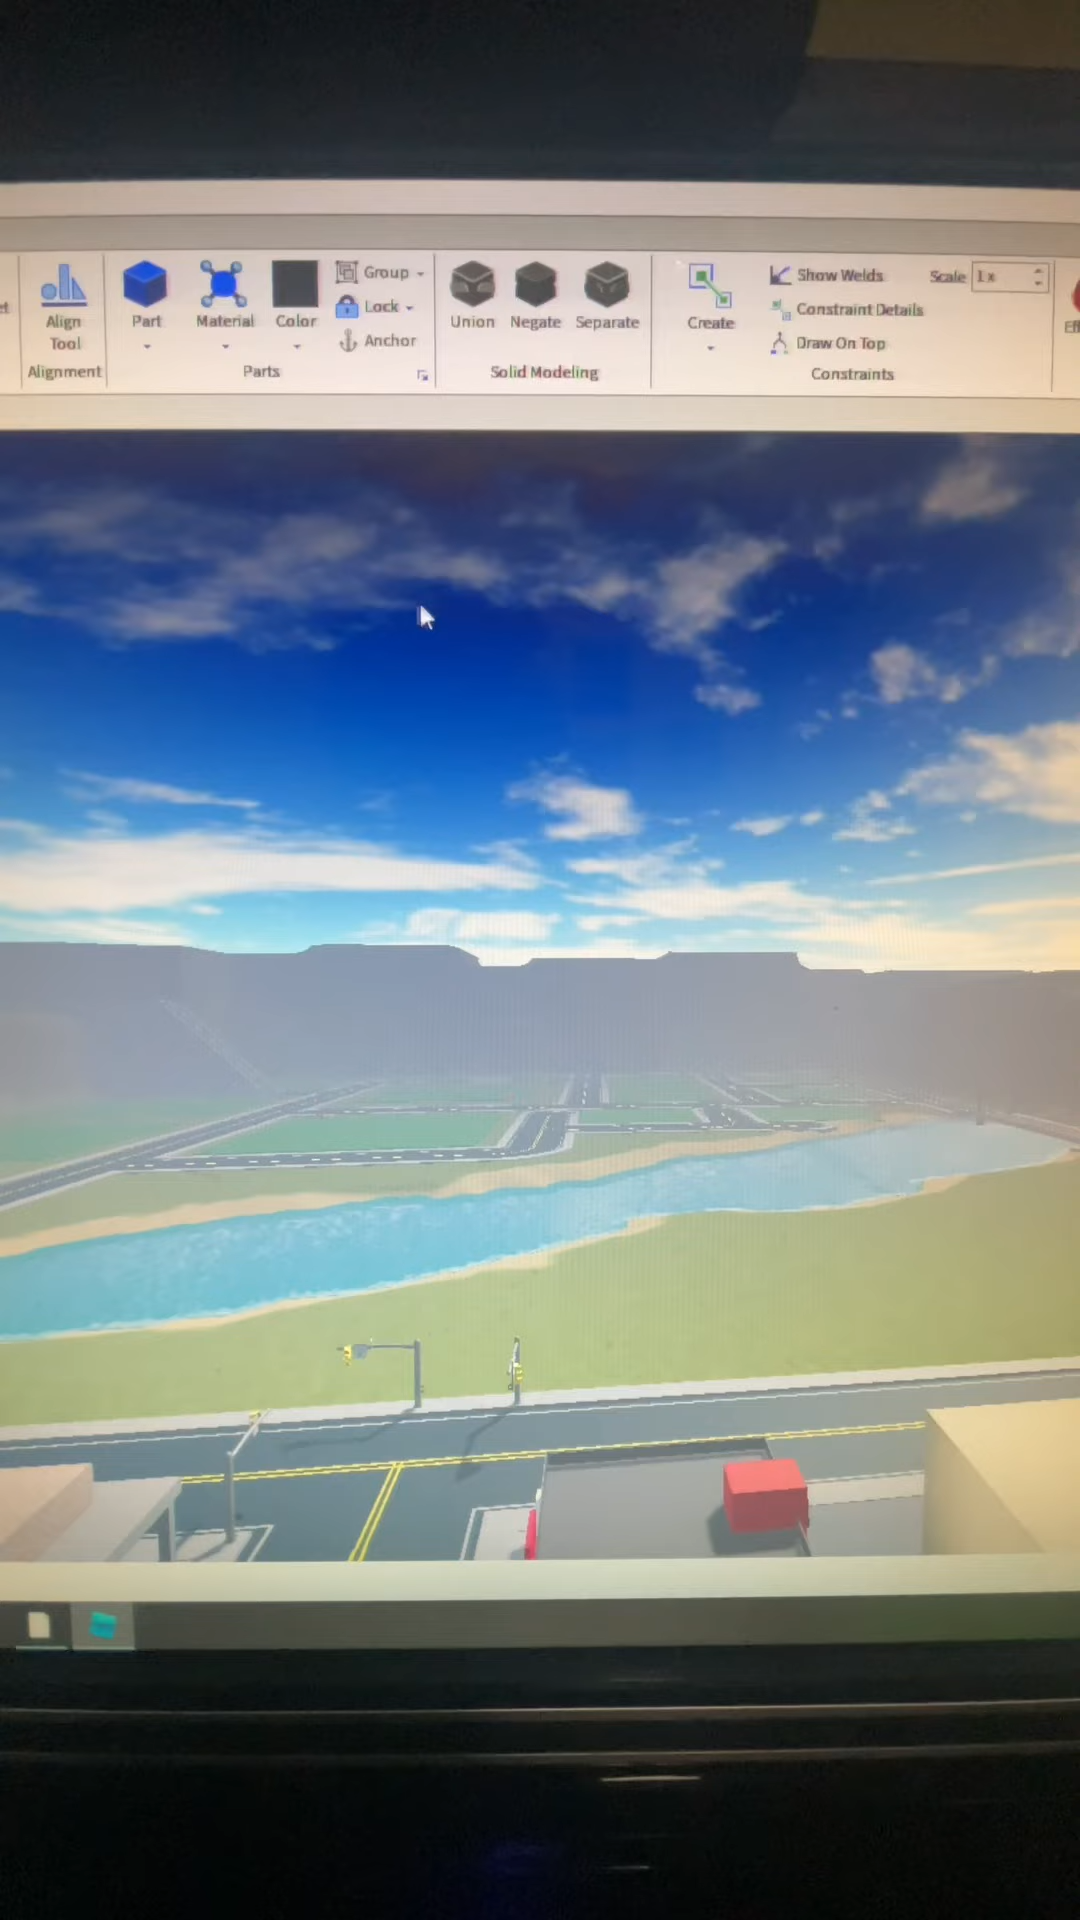 Align
Tool
Alignment
Part
Material
Color
Group
Lock
Anchor
Parts
Union
Negate
Separate
Solid Modeling
Create
Show Welds
Scale
1x
Constraint Details
Draw On Top
Constraints